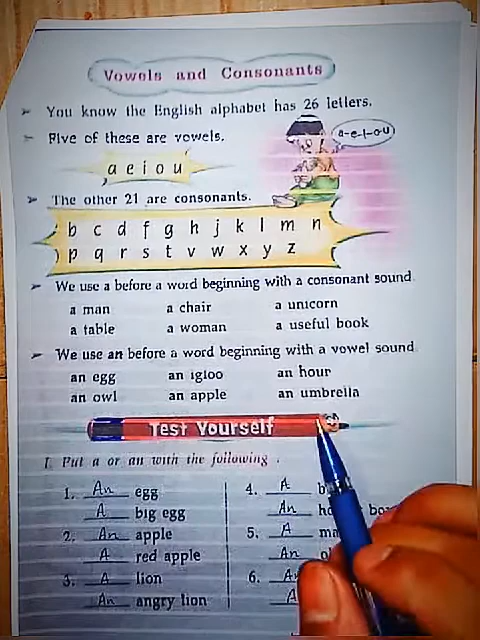 Vowels and Consonants
You know the English alphabet has 26 letters.
Five of these are vowels.
a-e-i-o-u
a e i o u
The other 21 are consonants.
b c d f g h j k l m n
p q r s t v w x y z
We use a before a word beginning with a consonant sound
a man a chair a unicorn
a table a woman a useful book
We use an before a word beginning with a vowel sound
an egg an igloo an hour
an owl an apple an umbrella
Test Yourself
I. Put a or an with the following .
1. An egg
A big egg
2. An apple
A red apple
3. A lion
An angry lion
4. A
An
5. A
An
6.
A